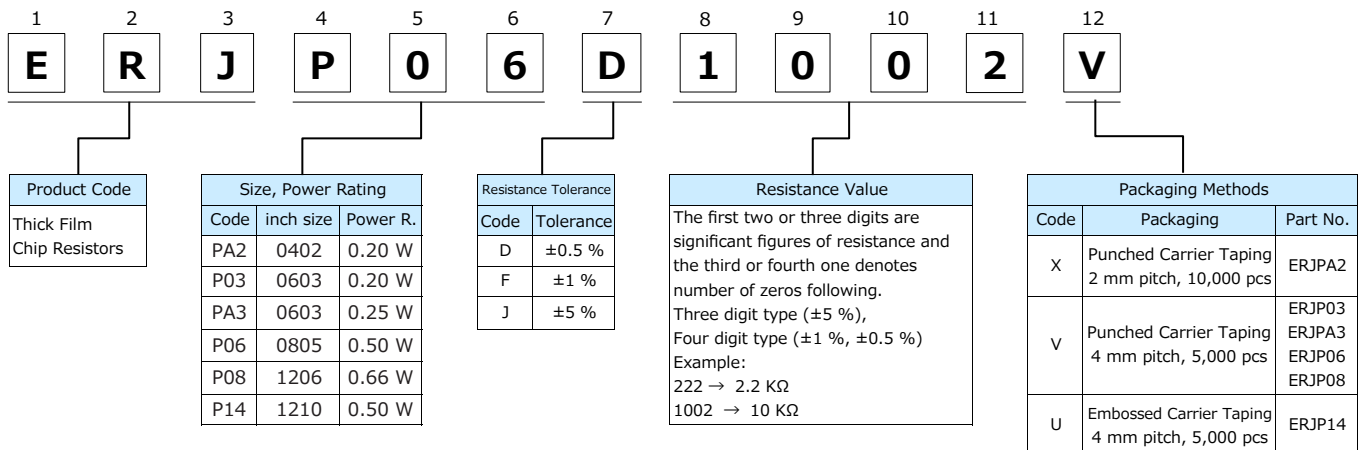 1 2 3 4 5 6 7 8 9 10 11 12
E R J P 0 6 D 1 0 0 2 V
Product Code
Thick Film
Chip Resistors
Size, Power Rating
Code inch size Power R.
PA2 0402 0.20 W
P03 0603 0.20 W
PA3 0603 0.25 W
P06 0805 0.50 W
P08 1206 0.66 W
P14 1210 0.50 W
Resistance Tolerance
Code Tolerance
D ±0.5 %
F ±1 %
J ±5 %
Resistance Value
The first two or three digits are
significant figures of resistance and
the third or fourth one denotes
number of zeros following.
Three digit type (±5 %),
Four digit type (±1 %, ±0.5 %)
Example:
222 → 2.2 KΩ
1002 → 10 KΩ
Packaging Methods
Code Packaging Part No.
X Punched Carrier Taping
2 mm pitch, 10,000 pcs ERJPA2
V Punched Carrier Taping
4 mm pitch, 5,000 pcs
ERJP03
ERJPA3
ERJP06
ERJP08
U Embossed Carrier Taping
4 mm pitch, 5,000 pcs ERJP14